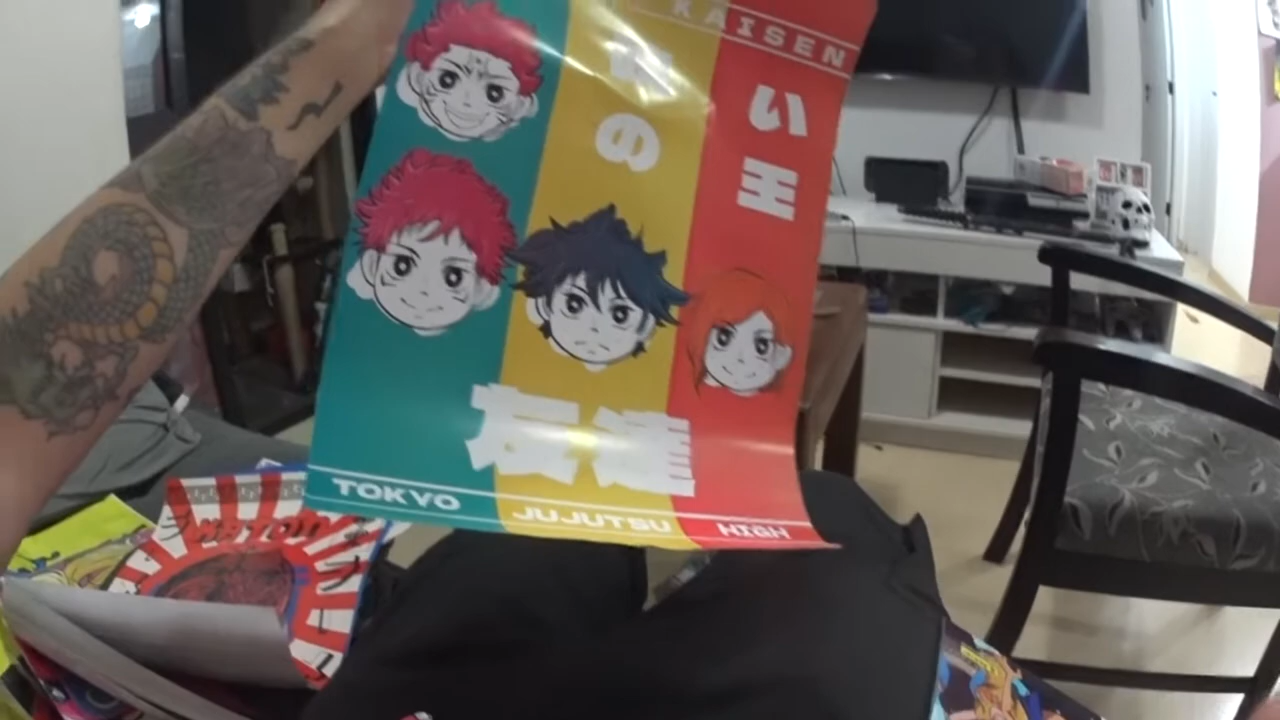 KAISEN
い
王
の
友達
TOKYO
JUJUTSU
HIGH